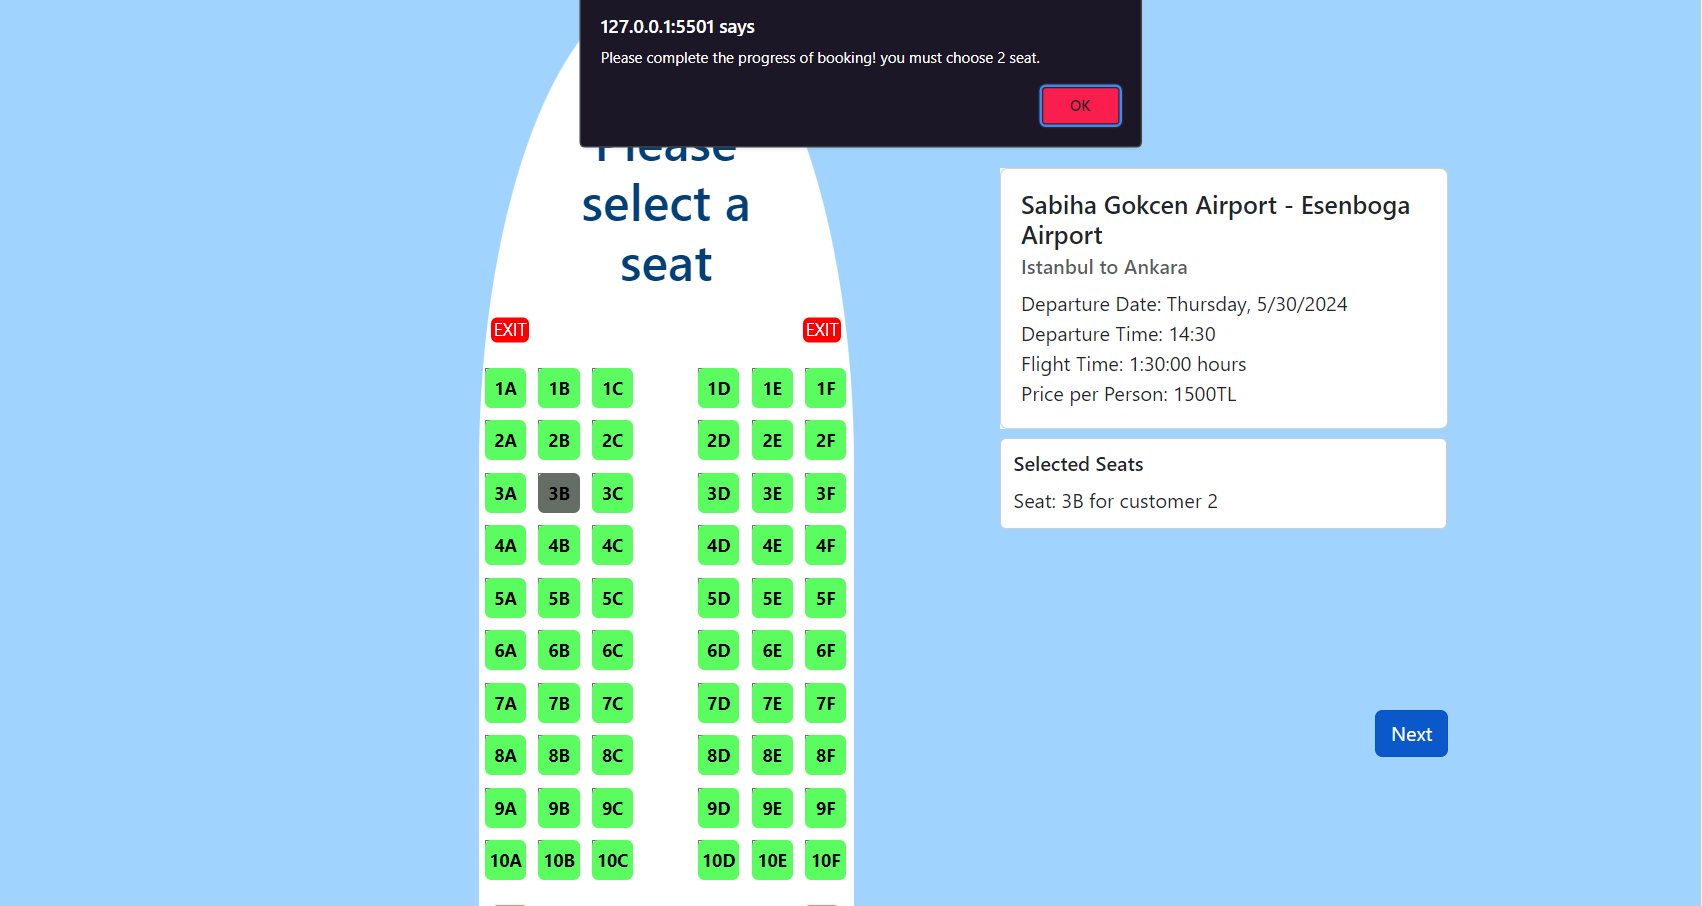 127.0.0.1:5501 says
Please complete the progress of booking! you must choose 2 seat.
OK
Please
select a
seat
EXIT EXIT
1A 1B 1C 1D 1E 1F
2A 2B 2C 2D 2E 2F
3A 3B 3C 3D 3E 3F
4A 4B 4C 4D 4E 4F
5A 5B 5C 5D 5E 5F
6A 6B 6C 6D 6E 6F
7A 7B 7C 7D 7E 7F
8A 8B 8C 8D 8E 8F
9A 9B 9C 9D 9E 9F
10A 10B 10C 10D 10E 10F
Sabiha Gokcen Airport - Esenboga
Airport
Istanbul to Ankara
Departure Date: Thursday, 5/30/2024
Departure Time: 14:30
Flight Time: 1:30:00 hours
Price per Person: 1500TL
Selected Seats
Seat: 3B for customer 2
Next